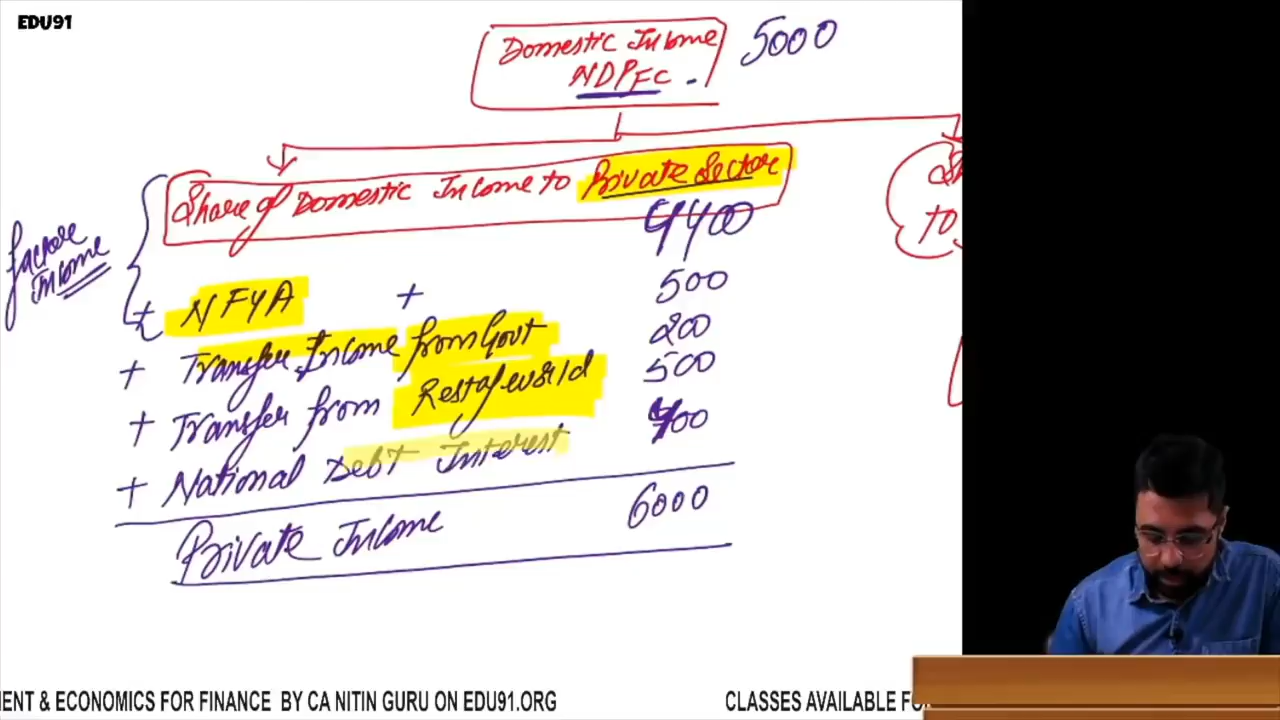 EDU91
Domestic Income 5000
NDPFC
Share of Domestic Income to Private Sector
4400
to
Factore
Income
+ NFYA + 500
+ Transfer Income from Govt 200
+ Transfer from Rest of world 500
+ National Debt Interest 400
Private Income 6000
ENT & ECONOMICS FOR FINANCE BY CA NITIN GURU ON EDU91.ORG CLASSES AVAILABLE FO